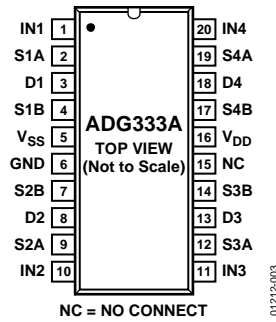 IN1 1 20 IN4
S1A 2 19 S4A
D1 3 18 D4
S1B 4 17 S4B
VSS 5 16 VDD
GND 6 15 NC
S2B 7 14 S3B
D2 8 13 D3
S2A 9 12 S3A
IN2 10 11 IN3
ADG333A
TOP VIEW
(Not to Scale)
NC = NO CONNECT
01212-003